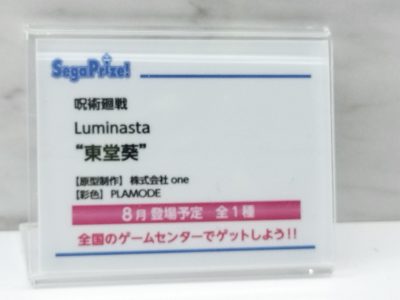 SegaPrize!
呪術廻戦
Luminasta
“東堂葵”
【原型制作】株式会社 one
【彩色】PLAMODE
8月登場予定 全1種
全国のゲームセンターでゲットしよう!!